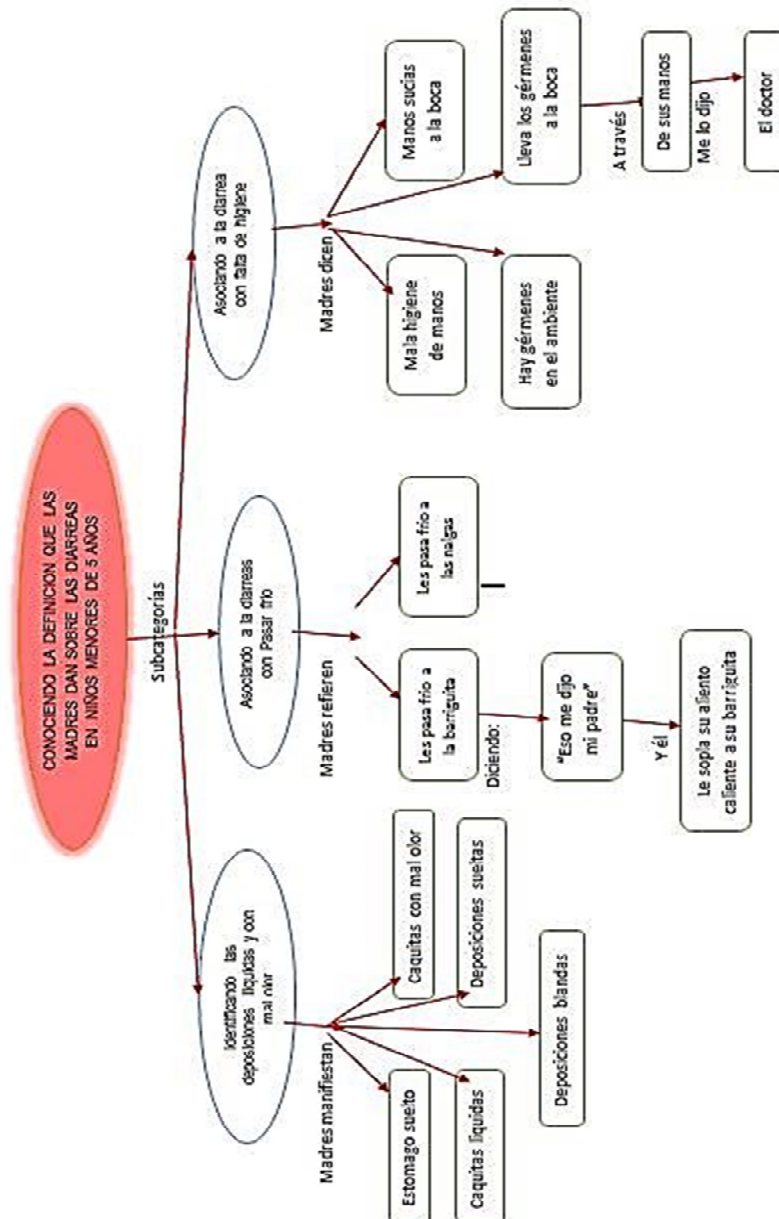 CONOCIENDO LA DEFINICION QUE LAS
MADRES DAN SOBRE LAS DIARREAS
EN NIÑOS MENORES DE 5 AÑOS
Subcategorías
Identificando las
deposiciones líquidas y con
mal olor
Madres manifiestan
Estomago suelto
Caquitas con mal olor
Caquitas liquidas
Deposiciones sueltas
Deposiciones blandas
Asociando a la diarreas
con Pasar frio
Madres refieren
Les pasa frio a
la barriguita
Les pasa frio a
las nalgas
Diciendo:
"Eso me dijo
mi padre"
Y él
Le sopla su aliento
caliente a su barriguita
Asociando a la diarrea
con falta de higiene
Madres dicen
Mala higiene
de manos
Manos sucias
a la boca
Hay gérmenes
en el ambiente
Lleva los gérmenes
a la boca
A través
De sus manos
Me lo dijo
El doctor